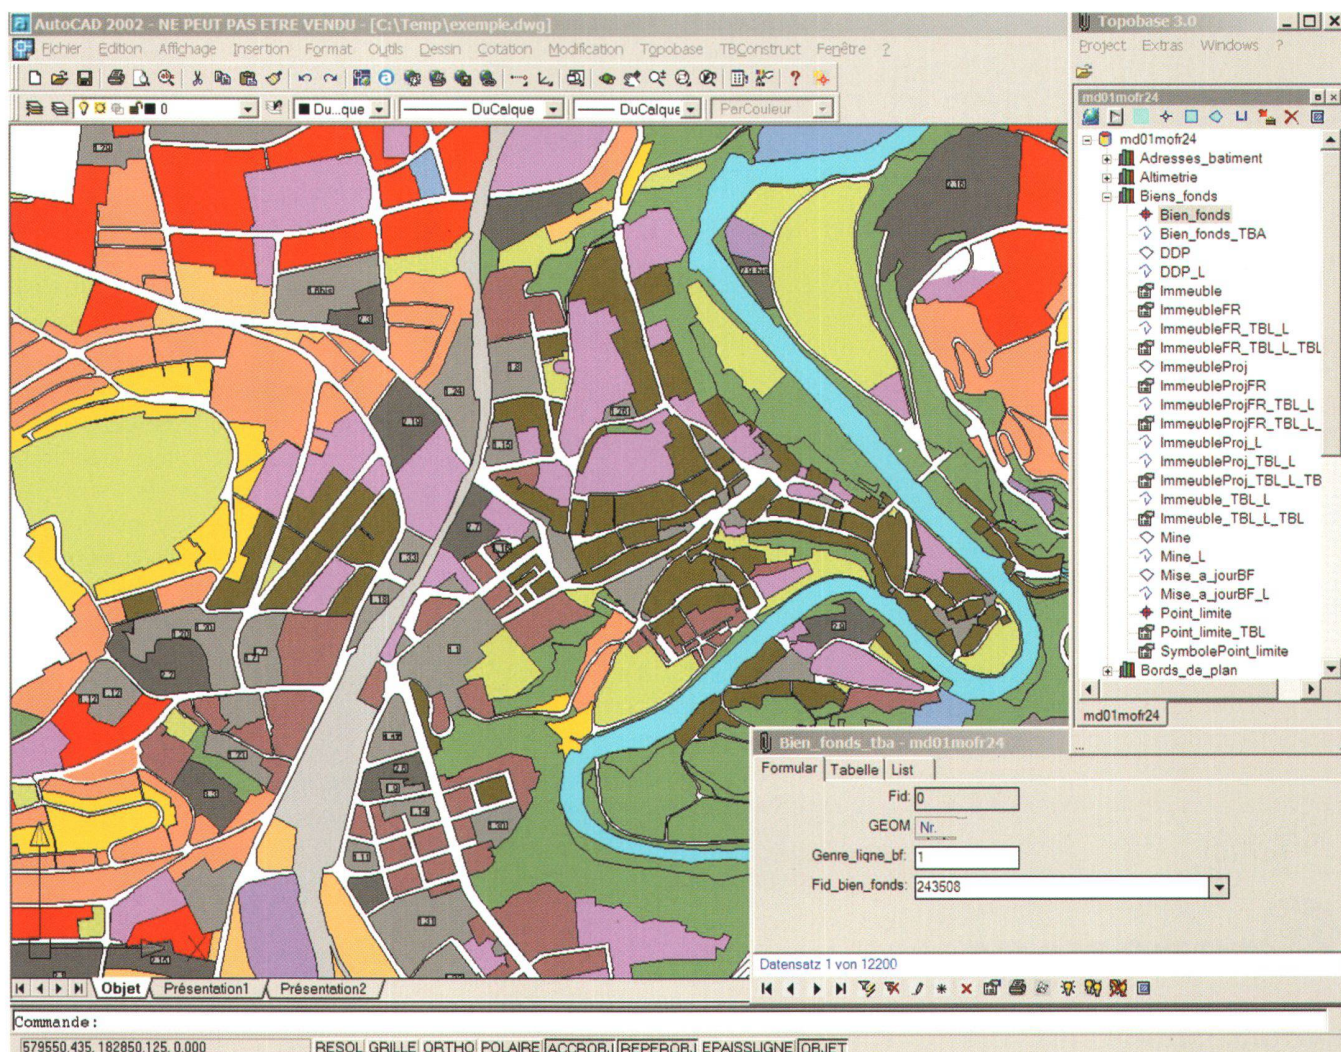 AutoCAD 2002 - NE PEUT PAS ETRE VENDU - [C:\Temp\exemple.dwg]
Fichier Edition Affichage Insertion Format Outils Dessin Cotation Modification Topobase TBConstruct Fenêtre ?
0 Du...que DuCalque DuCalque ParCouleur
Topobase 3.0
Project Extras Windows ?
md01mofr24
md01mofr24
Adresses_batiment
Altimetrie
Biens_fonds
Bien_fonds
Bien_fonds_TBA
DDP
DDP_L
Immeuble
ImmeubleFR
ImmeubleFR_TBL_L
ImmeubleFR_TBL_L_TBL
ImmeubleProj
ImmeubleProjFR
ImmeubleProjFR_TBL_L
ImmeubleProjFR_TBL_L_
ImmeubleProj_L
ImmeubleProj_TBL_L
ImmeubleProj_TBL_L_TB
Immeuble_TBL_L
Immeuble_TBL_L_TBL
Mine
Mine_L
Mise_a_jourBF
Mise_a_jourBF_L
Point_limite
Point_limite_TBL
SymbolePoint_limite
Bords_de_plan
md01mofr24
...
Bien_fonds_tba - md01mofr24
Formular Tabelle List
Fid: 0
GEOM Nr.
Genre_ligne_bf: 1
Fid_bien_fonds: 243508
Datensatz 1 von 12200
Objet Présentation1 Présentation2
Commande:
579550.435, 182850.125, 0.000 RESOL GRILLE ORTHO POLAIRE ACCROBJ REPEROBJ EPAISSLIGNE OBJET